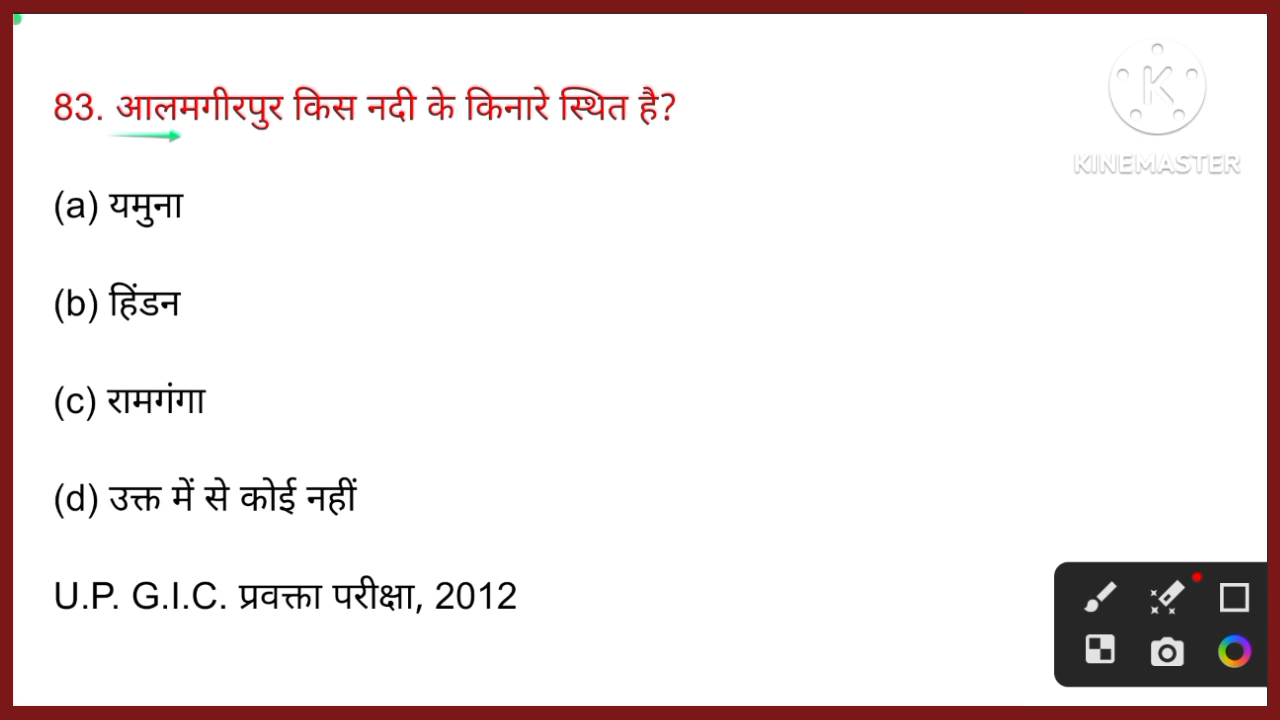 83. आलमगीरपुर किस नदी के किनारे स्थित है?
(a) यमुना
(b) हिंडन
(c) रामगंगा
(d) उक्त में से कोई नहीं
U.P. G.I.C. प्रवक्ता परीक्षा, 2012
K
KINEMASTER